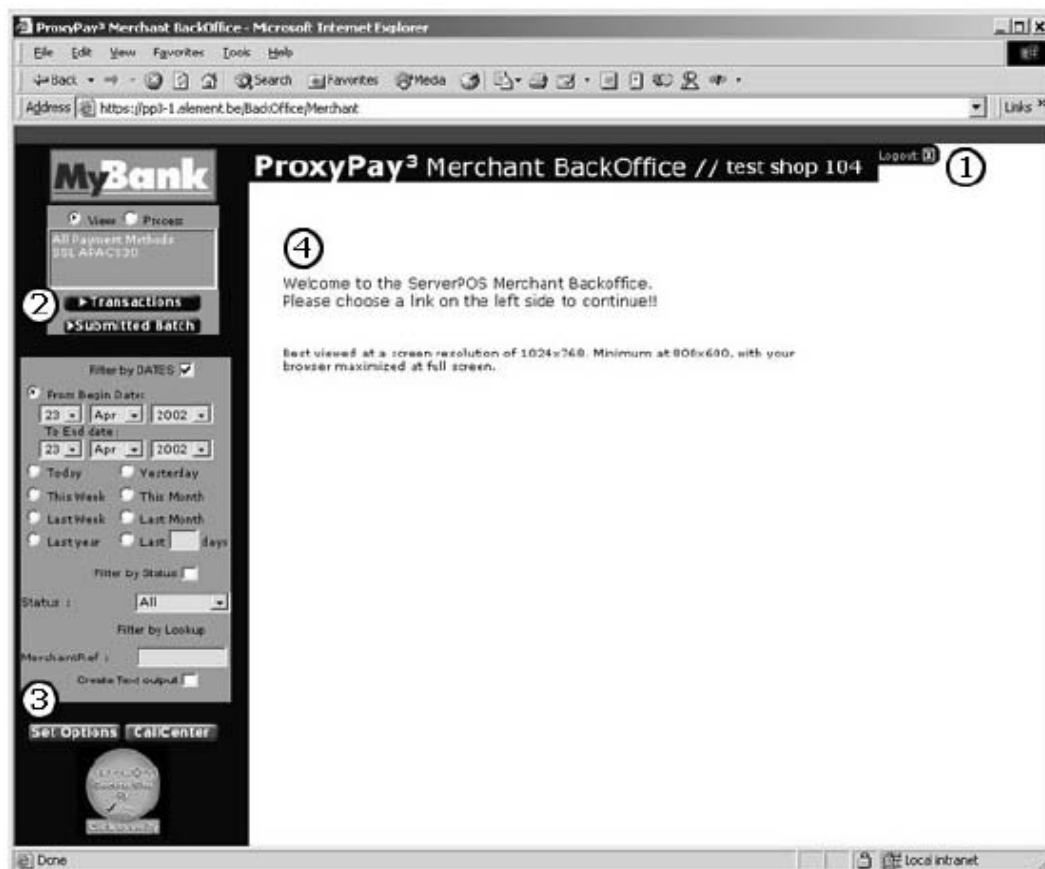 ProxyPay³ Merchant BackOffice - Microsoft Internet Explorer
File Edit View Favorites Tools Help
Back Search Favorites Media
Address https://pp3-1.element.be/BackOffice/Merchant Links »
MyBank
ProxyPay³ Merchant BackOffice // test shop 104
Logout X
1
View Process
All Payment Methods
SSL APACS30
4
Welcome to the ServerPOS Merchant Backoffice.
Please choose a link on the left side to continue!!
2
Transactions
Submitted Batch
Best viewed at a screen resolution of 1024x768. Minimum at 800x600, with your
browser maximized at full screen.
Filter by DATES
From Begin Date:
23 Apr 2002
To End date :
23 Apr 2002
Today Yesterday
This Week This Month
Last Week Last Month
Last year Last days
Filter by Status
Status : All
Filter by Lookup
MerchantRef :
Create Text output
3
Set Options CallCenter
Done Local intranet